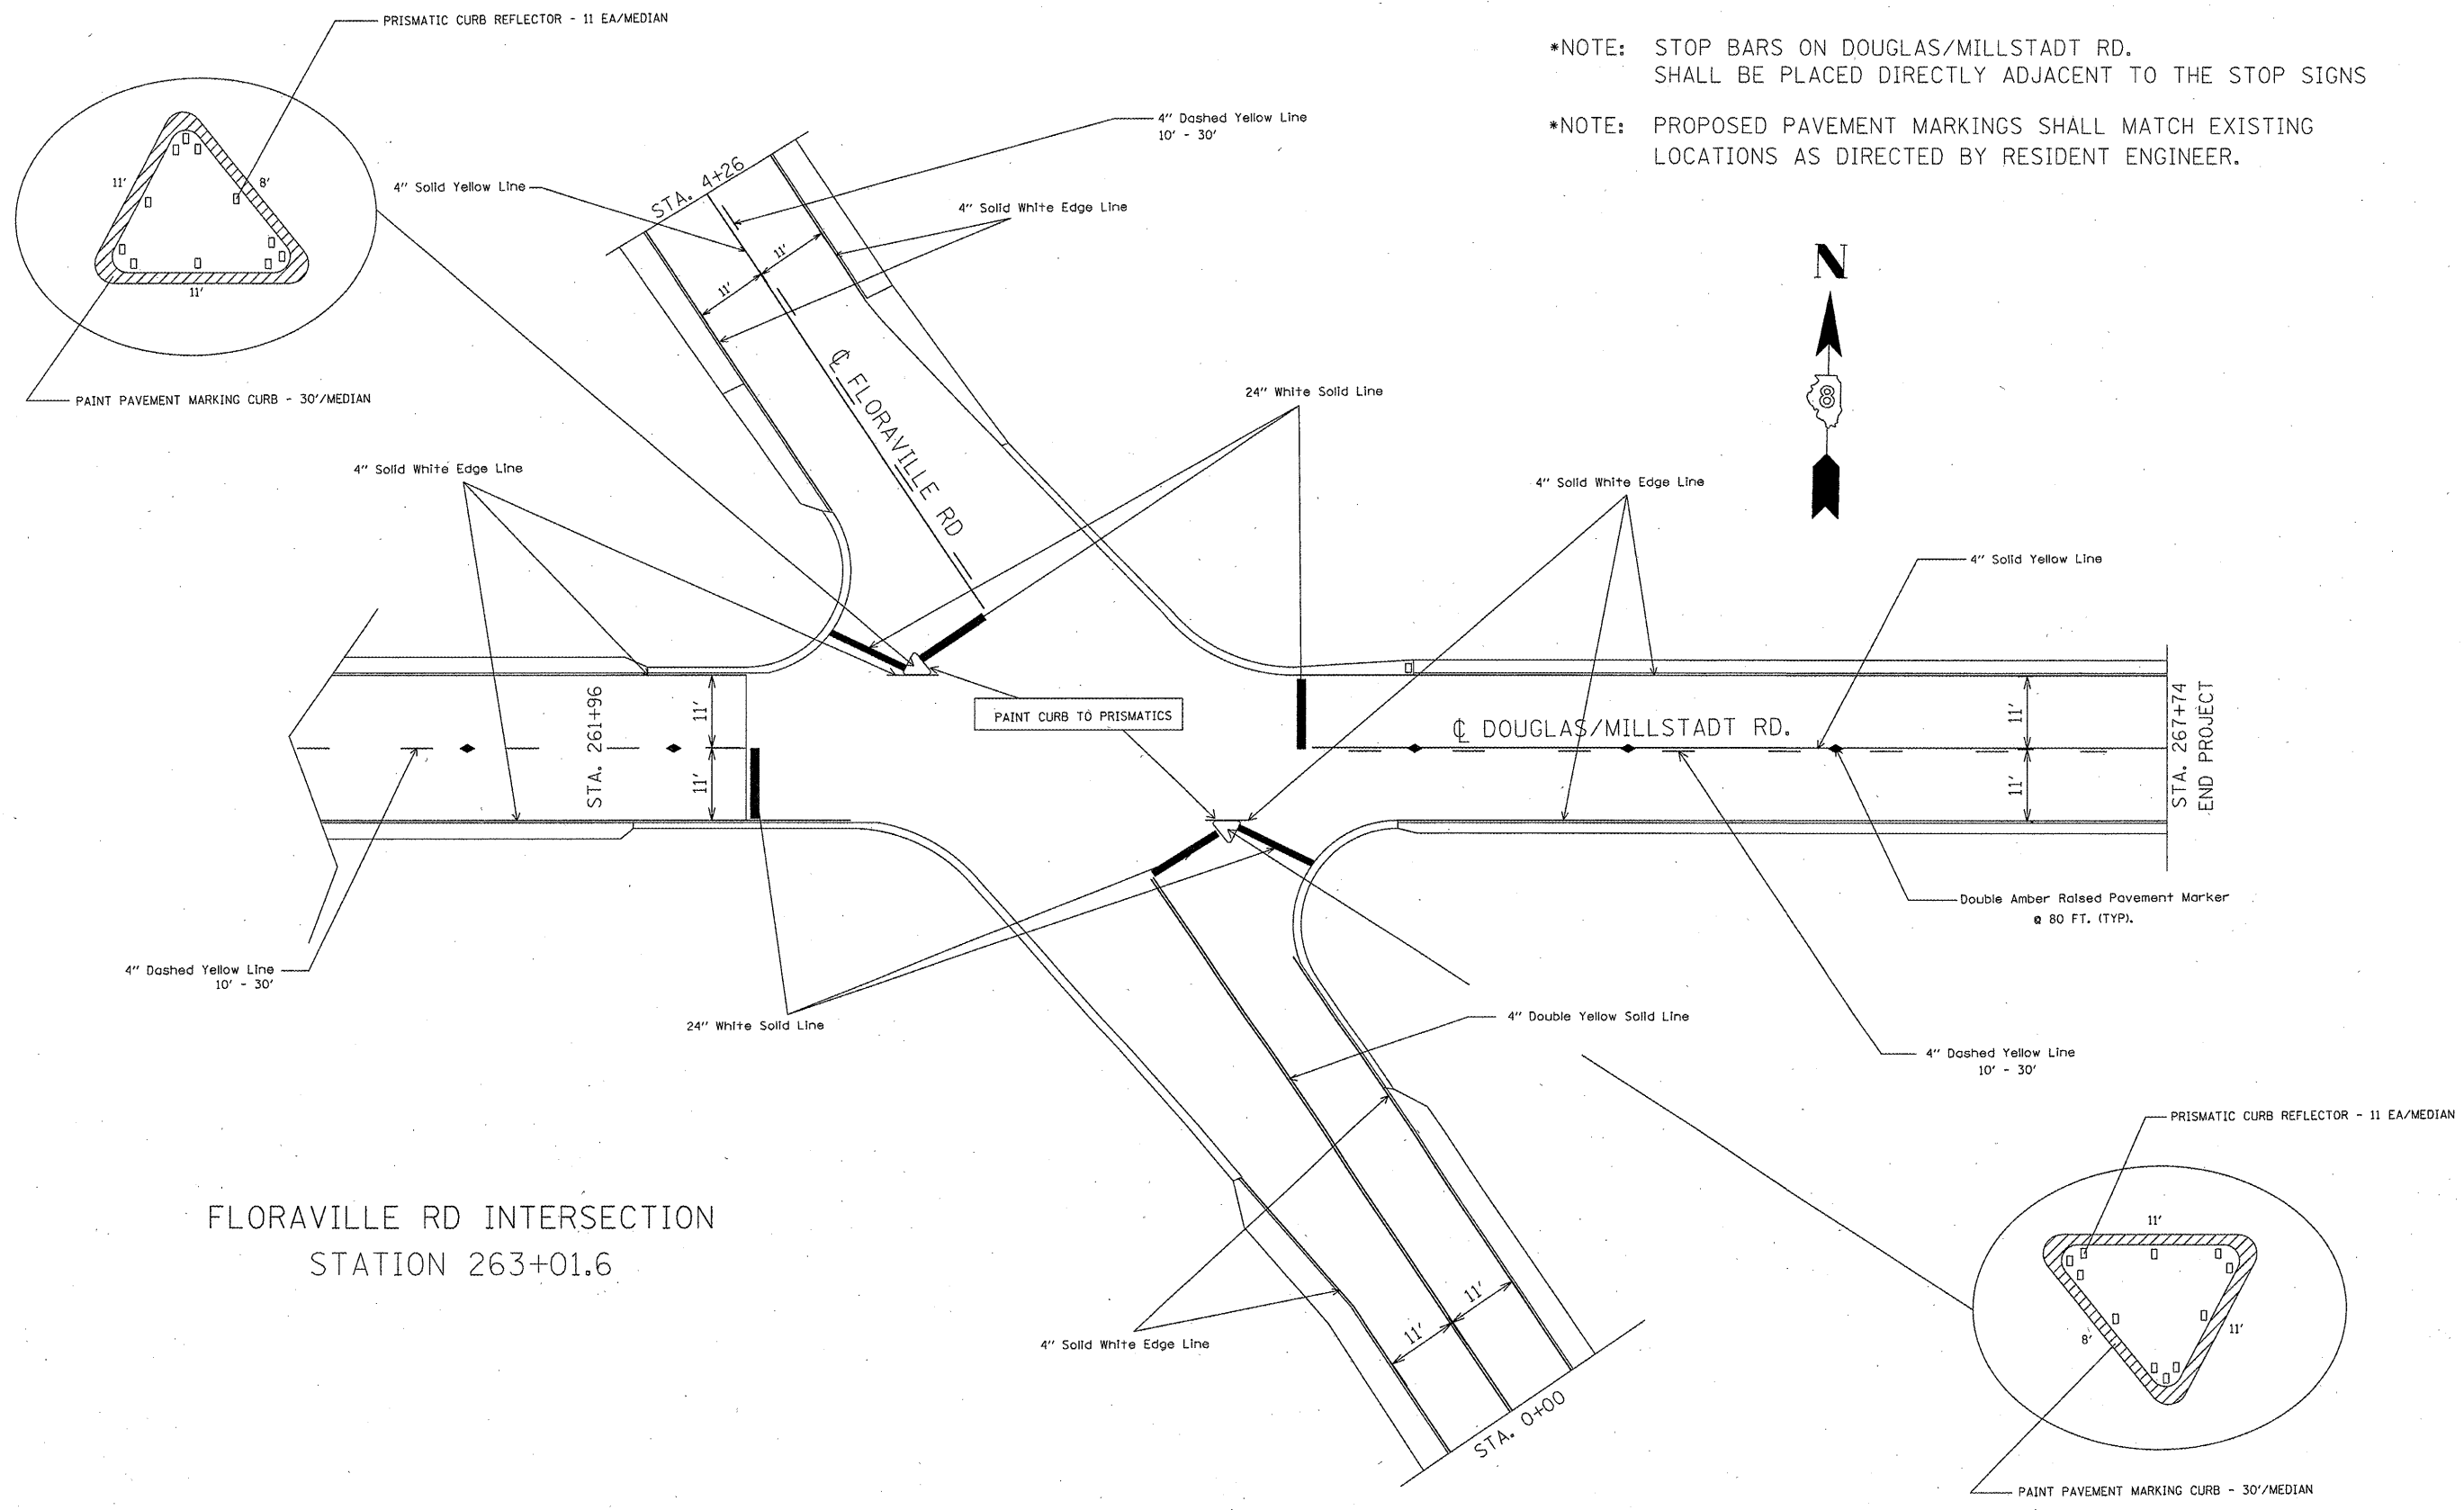 PRISMATIC CURB REFLECTOR - 11 EA/MEDIAN
*NOTE: STOP BARS ON DOUGLAS/MILLSTADT RD.
SHALL BE PLACED DIRECTLY ADJACENT TO THE STOP SIGNS
*NOTE: PROPOSED PAVEMENT MARKINGS SHALL MATCH EXISTING
LOCATIONS AS DIRECTED BY RESIDENT ENGINEER.
4" Dashed Yellow Line
10' - 30'
STA. 4+26
4" Solid Yellow Line
4" Solid White Edge Line
11'
8'
11'
11'
11'
N
8
PAINT PAVEMENT MARKING CURB - 30'/MEDIAN
℄ FLORAVILLE RD
24" White Solid Line
4" Solid White Edge Line
4" Solid White Edge Line
4" Solid Yellow Line
STA. 261+96
11'
11'
PAINT CURB TO PRISMATICS
℄ DOUGLAS/MILLSTADT RD.
11'
11'
STA. 267+74
END PROJECT
Double Amber Raised Pavement Marker
@ 80 FT. (TYP).
4" Dashed Yellow Line
10' - 30'
24" White Solid Line
4" Double Yellow Solid Line
4" Dashed Yellow Line
10' - 30'
PRISMATIC CURB REFLECTOR - 11 EA/MEDIAN
FLORAVILLE RD INTERSECTION
STATION 263+01.6
11'
8'
11'
11'
11'
4" Solid White Edge Line
STA. 0+00
PAINT PAVEMENT MARKING CURB - 30'/MEDIAN